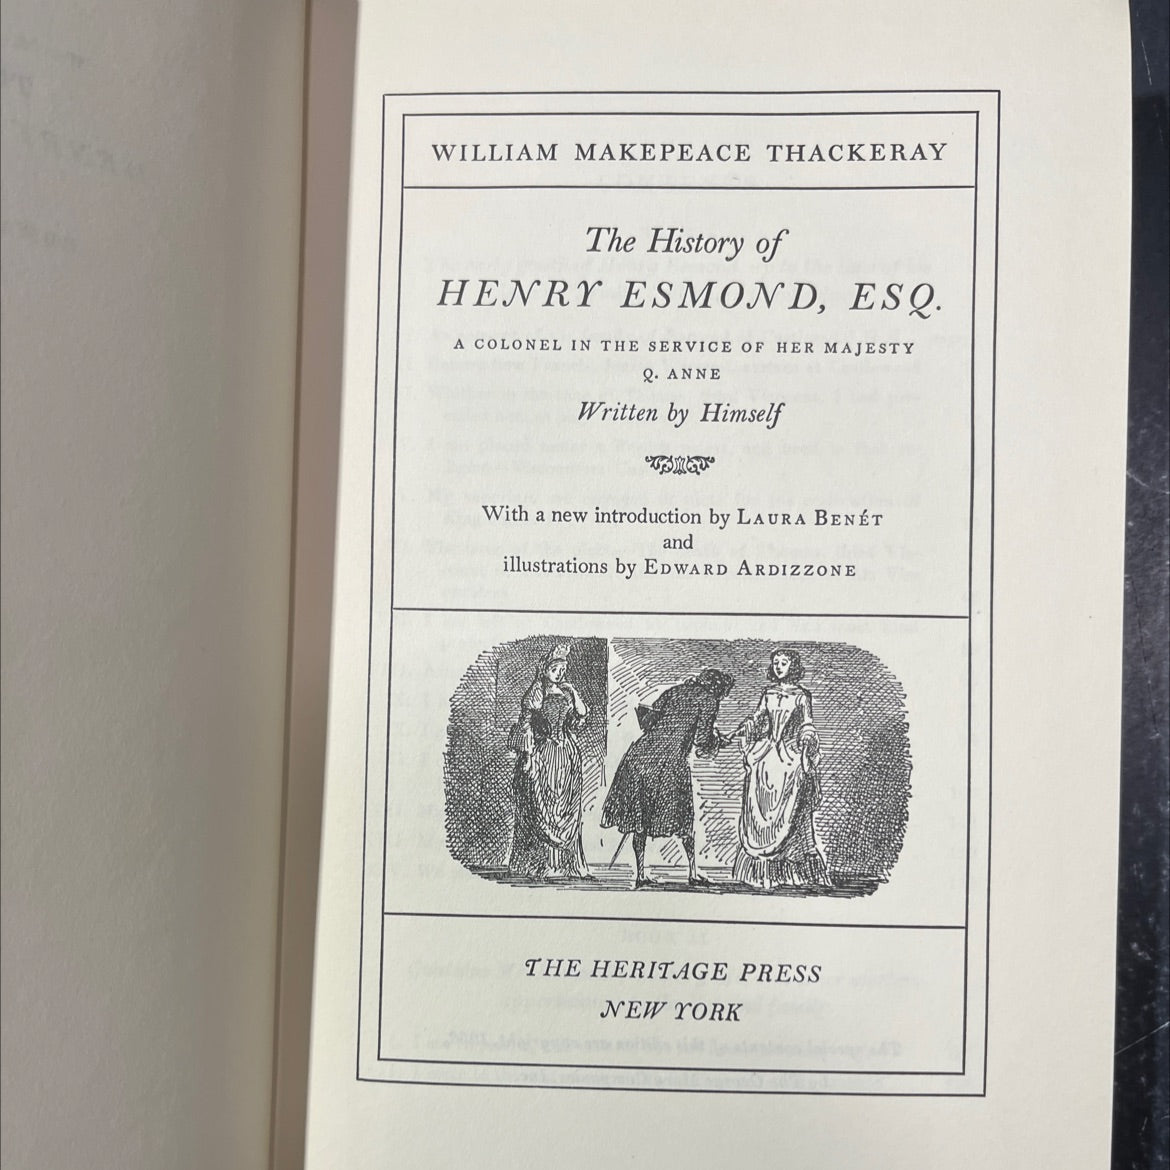 WILLIAM MAKEPEACE THACKERAY
The History of
HENRY ESMOND, ESQ.
A COLONEL IN THE SERVICE OF HER MAJESTY
Q. ANNE
Written by Himself
With a new introduction by LAURA BENÉT
and
illustrations by EDWARD ARDIZZONE
THE HERITAGE PRESS
NEW YORK